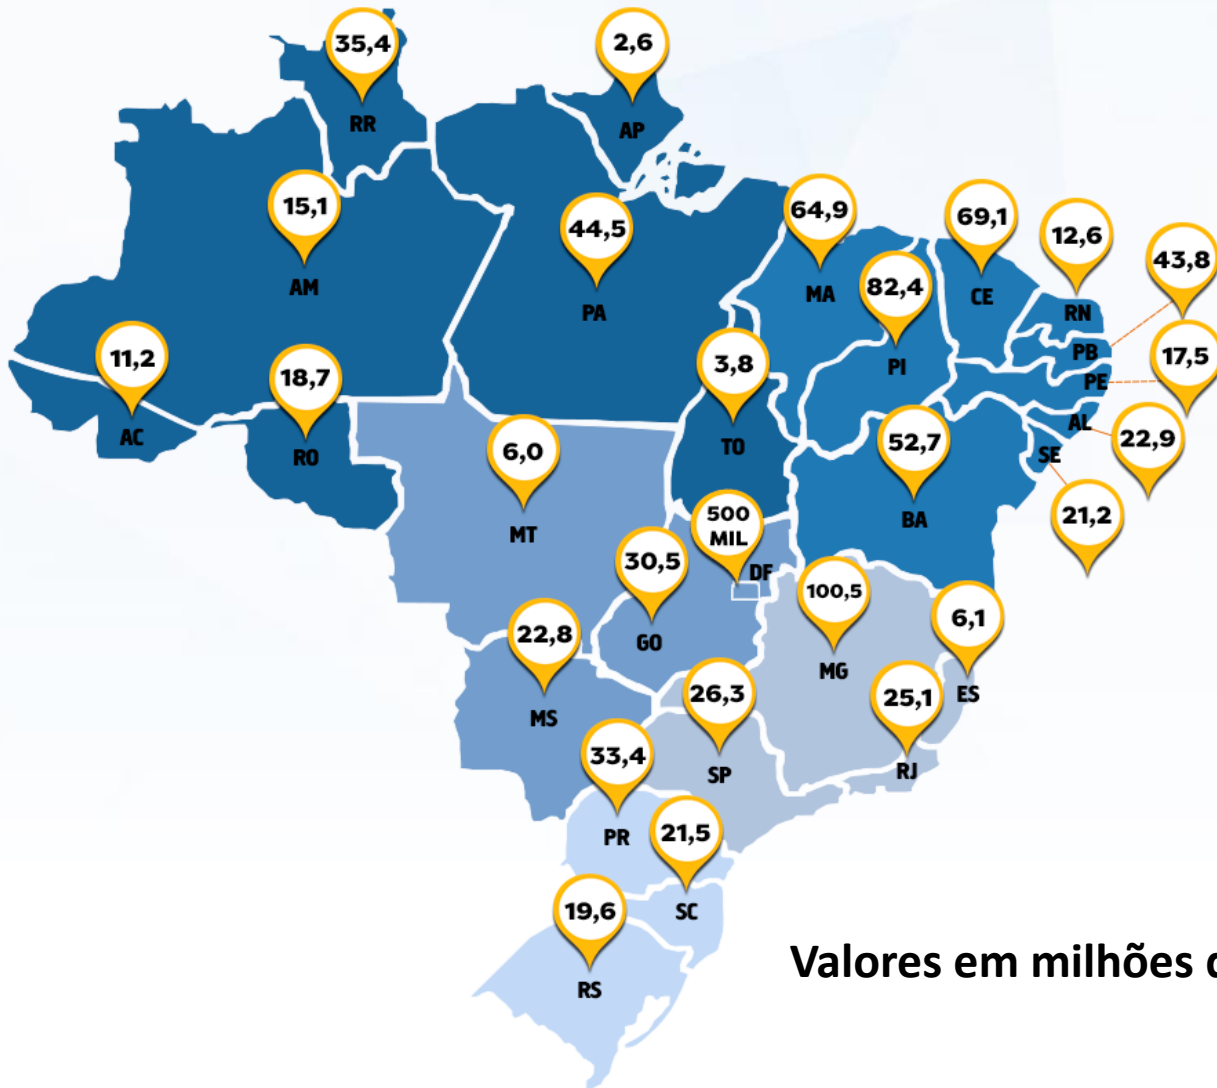 35,4
RR
2,6
AP
15,1
AM
44,5
PA
64,9
MA
69,1
CE
12,6
RN
43,8
PB
82,4
PI
17,5
PE
11,2
AC
18,7
RO
3,8
TO
22,9
AL
21,2
SE
52,7
BA
6,0
MT
500
MIL
DF
30,5
GO
100,5
MG
6,1
ES
22,8
MS
26,3
SP
25,1
RJ
33,4
PR
21,5
SC
19,6
RS
Valores em milhões